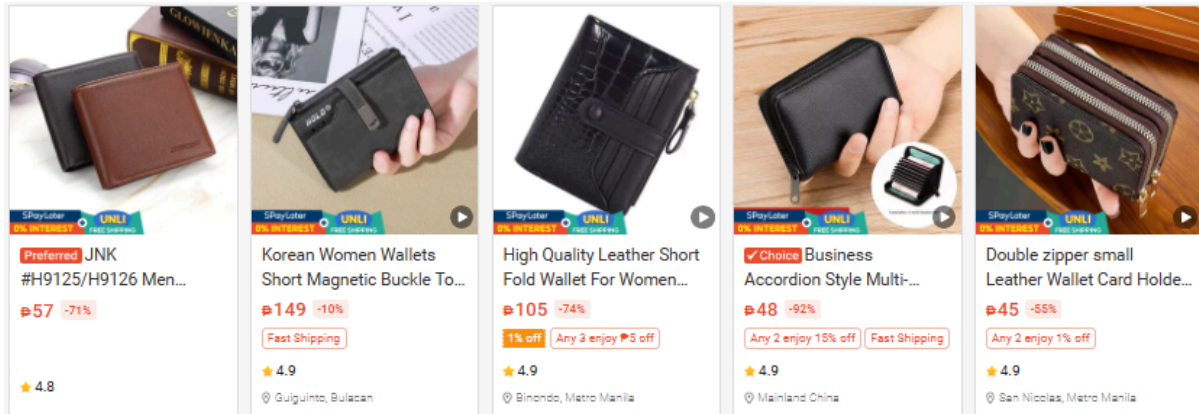 GLOWIENKA
SPayLater
0% INTEREST
UNLI
FREE SHIPPING
Preferred JNK
#H9125/H9126 Men...
₱57 -71%
4.8
HOLOO
SPayLater
0% INTEREST
UNLI
FREE SHIPPING
Korean Women Wallets
Short Magnetic Buckle To...
₱149 -10%
Fast Shipping
4.9
Guiguinto, Bulacan
SPayLater
0% INTEREST
UNLI
FREE SHIPPING
High Quality Leather Short
Fold Wallet For Women...
₱105 -74%
1% off Any 3 enjoy ₱5 off
4.9
Binondo, Metro Manila
SPayLater
0% INTEREST
UNLI
FREE SHIPPING
Choice Business
Accordion Style Multi-...
₱48 -92%
Any 2 enjoy 15% off Fast Shipping
4.9
Mainland China
SPayLater
0% INTEREST
UNLI
FREE SHIPPING
Double zipper small
Leather Wallet Card Holde...
₱45 -55%
Any 2 enjoy 1% off
4.9
San Nicolas, Metro Manila